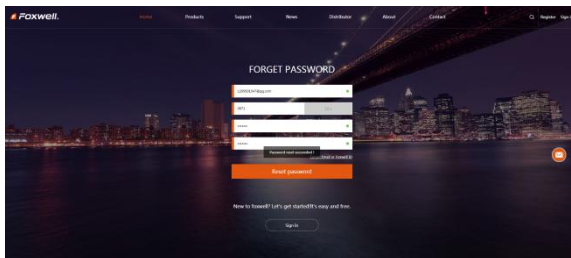 FOXWell.
Home
Products
Support
News
Distributor
About
Contact
Register
Sign
FORGET PASSWORD
Password reset succeeded !
Reset password
New to foxwell? Let's get started!It's easy and free.
Sign in